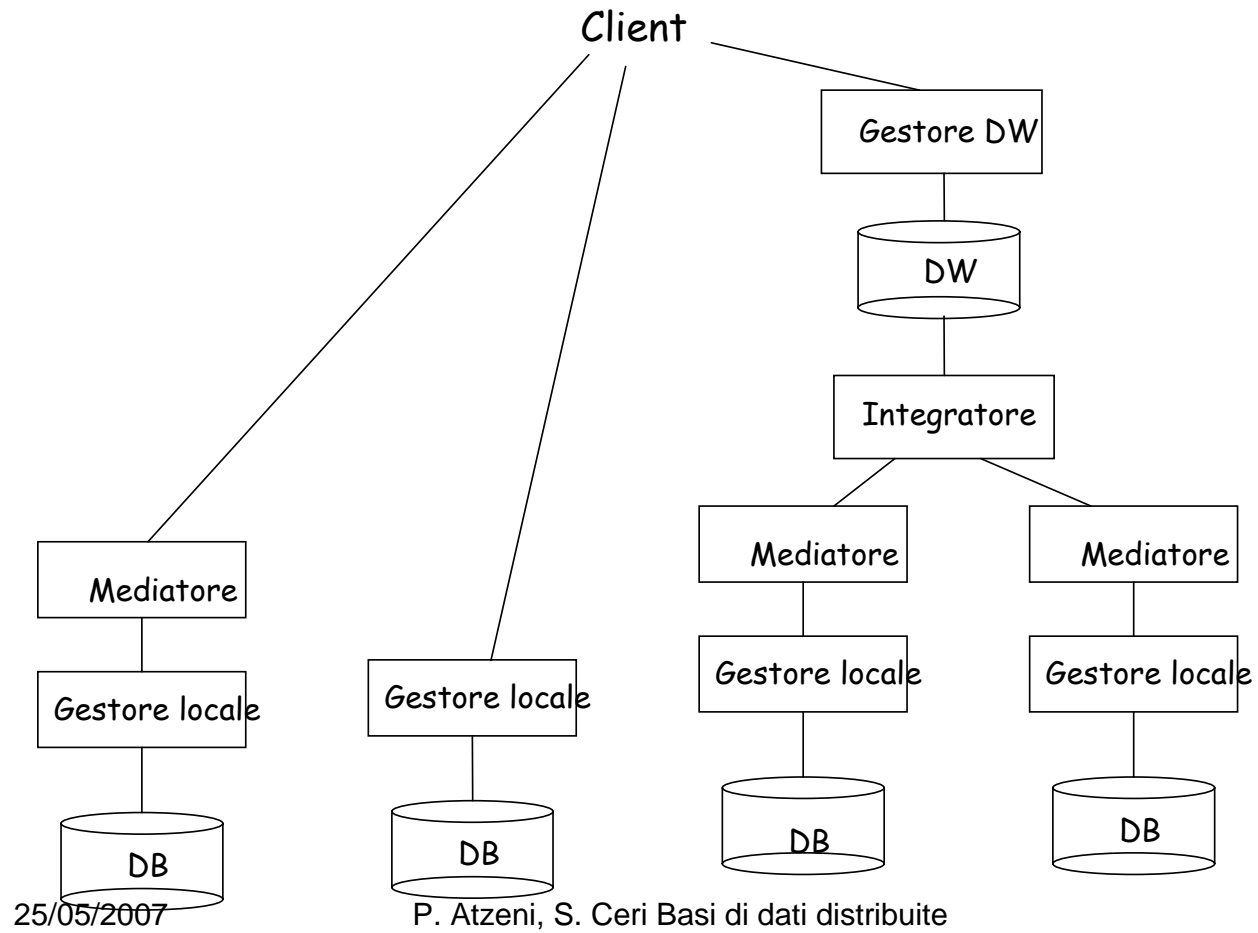 Client
Gestore DW
DW
Integratore
Mediatore
Mediatore
Mediatore
Gestore locale
Gestore locale
Gestore locale
Gestore locale
DB
DB
DB
DB
25/05/2007
P. Atzeni, S. Ceri Basi di dati distribuite